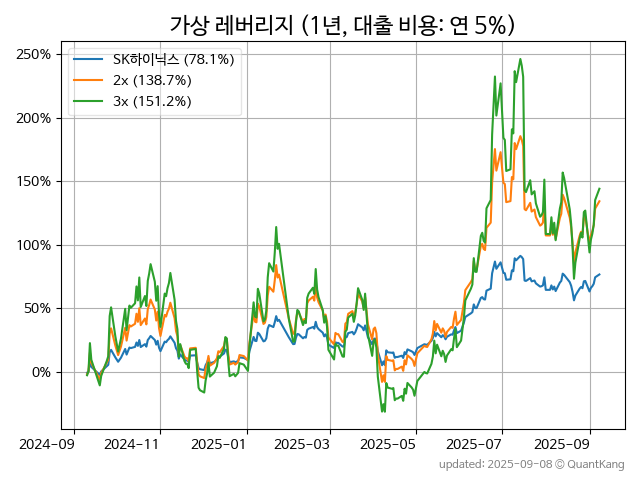 가상 레버리지 (1년, 대출 비용: 연 5%)
SK하이닉스 (78.1%)
2x (138.7%)
3x (151.2%)
250%
200%
150%
100%
50%
0%
2024-09
2024-11
2025-01
2025-03
2025-05
2025-07
2025-09
updated: 2025-09-08 © QuantKang